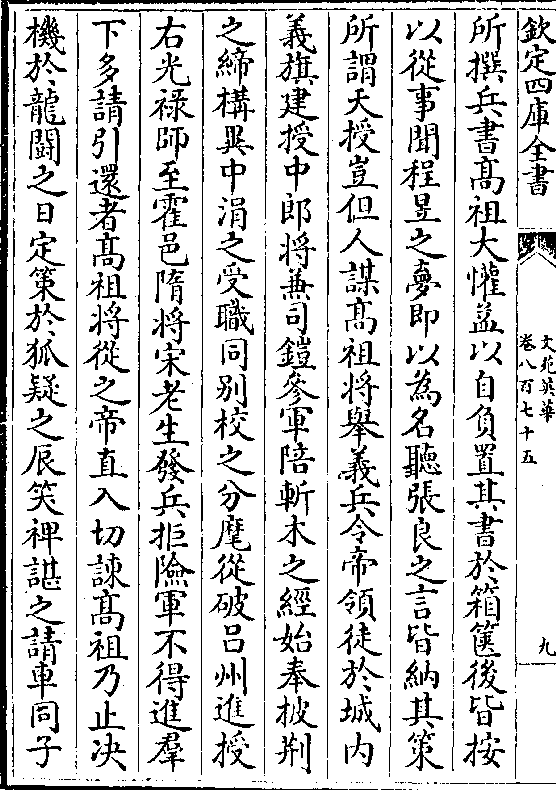 欽定四庫全書
文苑英華
卷八百七十五
九
所撰兵書髙祖大懽益以自負置其書於箱篋後皆按
以從事聞程昱之夢即以為名聽張良之言皆納其策
所謂天授豈但人謀髙祖將舉義兵令帝領徒於城内
義旗建授中郎將兼司鎧參軍陪斬木之經始奉披荆
之締構異中涓之受職同别校之分麾從破吕州進授
右光禄師至霍邑隋將宋老生發兵拒險軍不得進羣
下多請引還者髙祖將從之帝直入切諫髙祖乃止决
機於龍鬬之日定策於狐疑之辰笑裨諶之請車同子